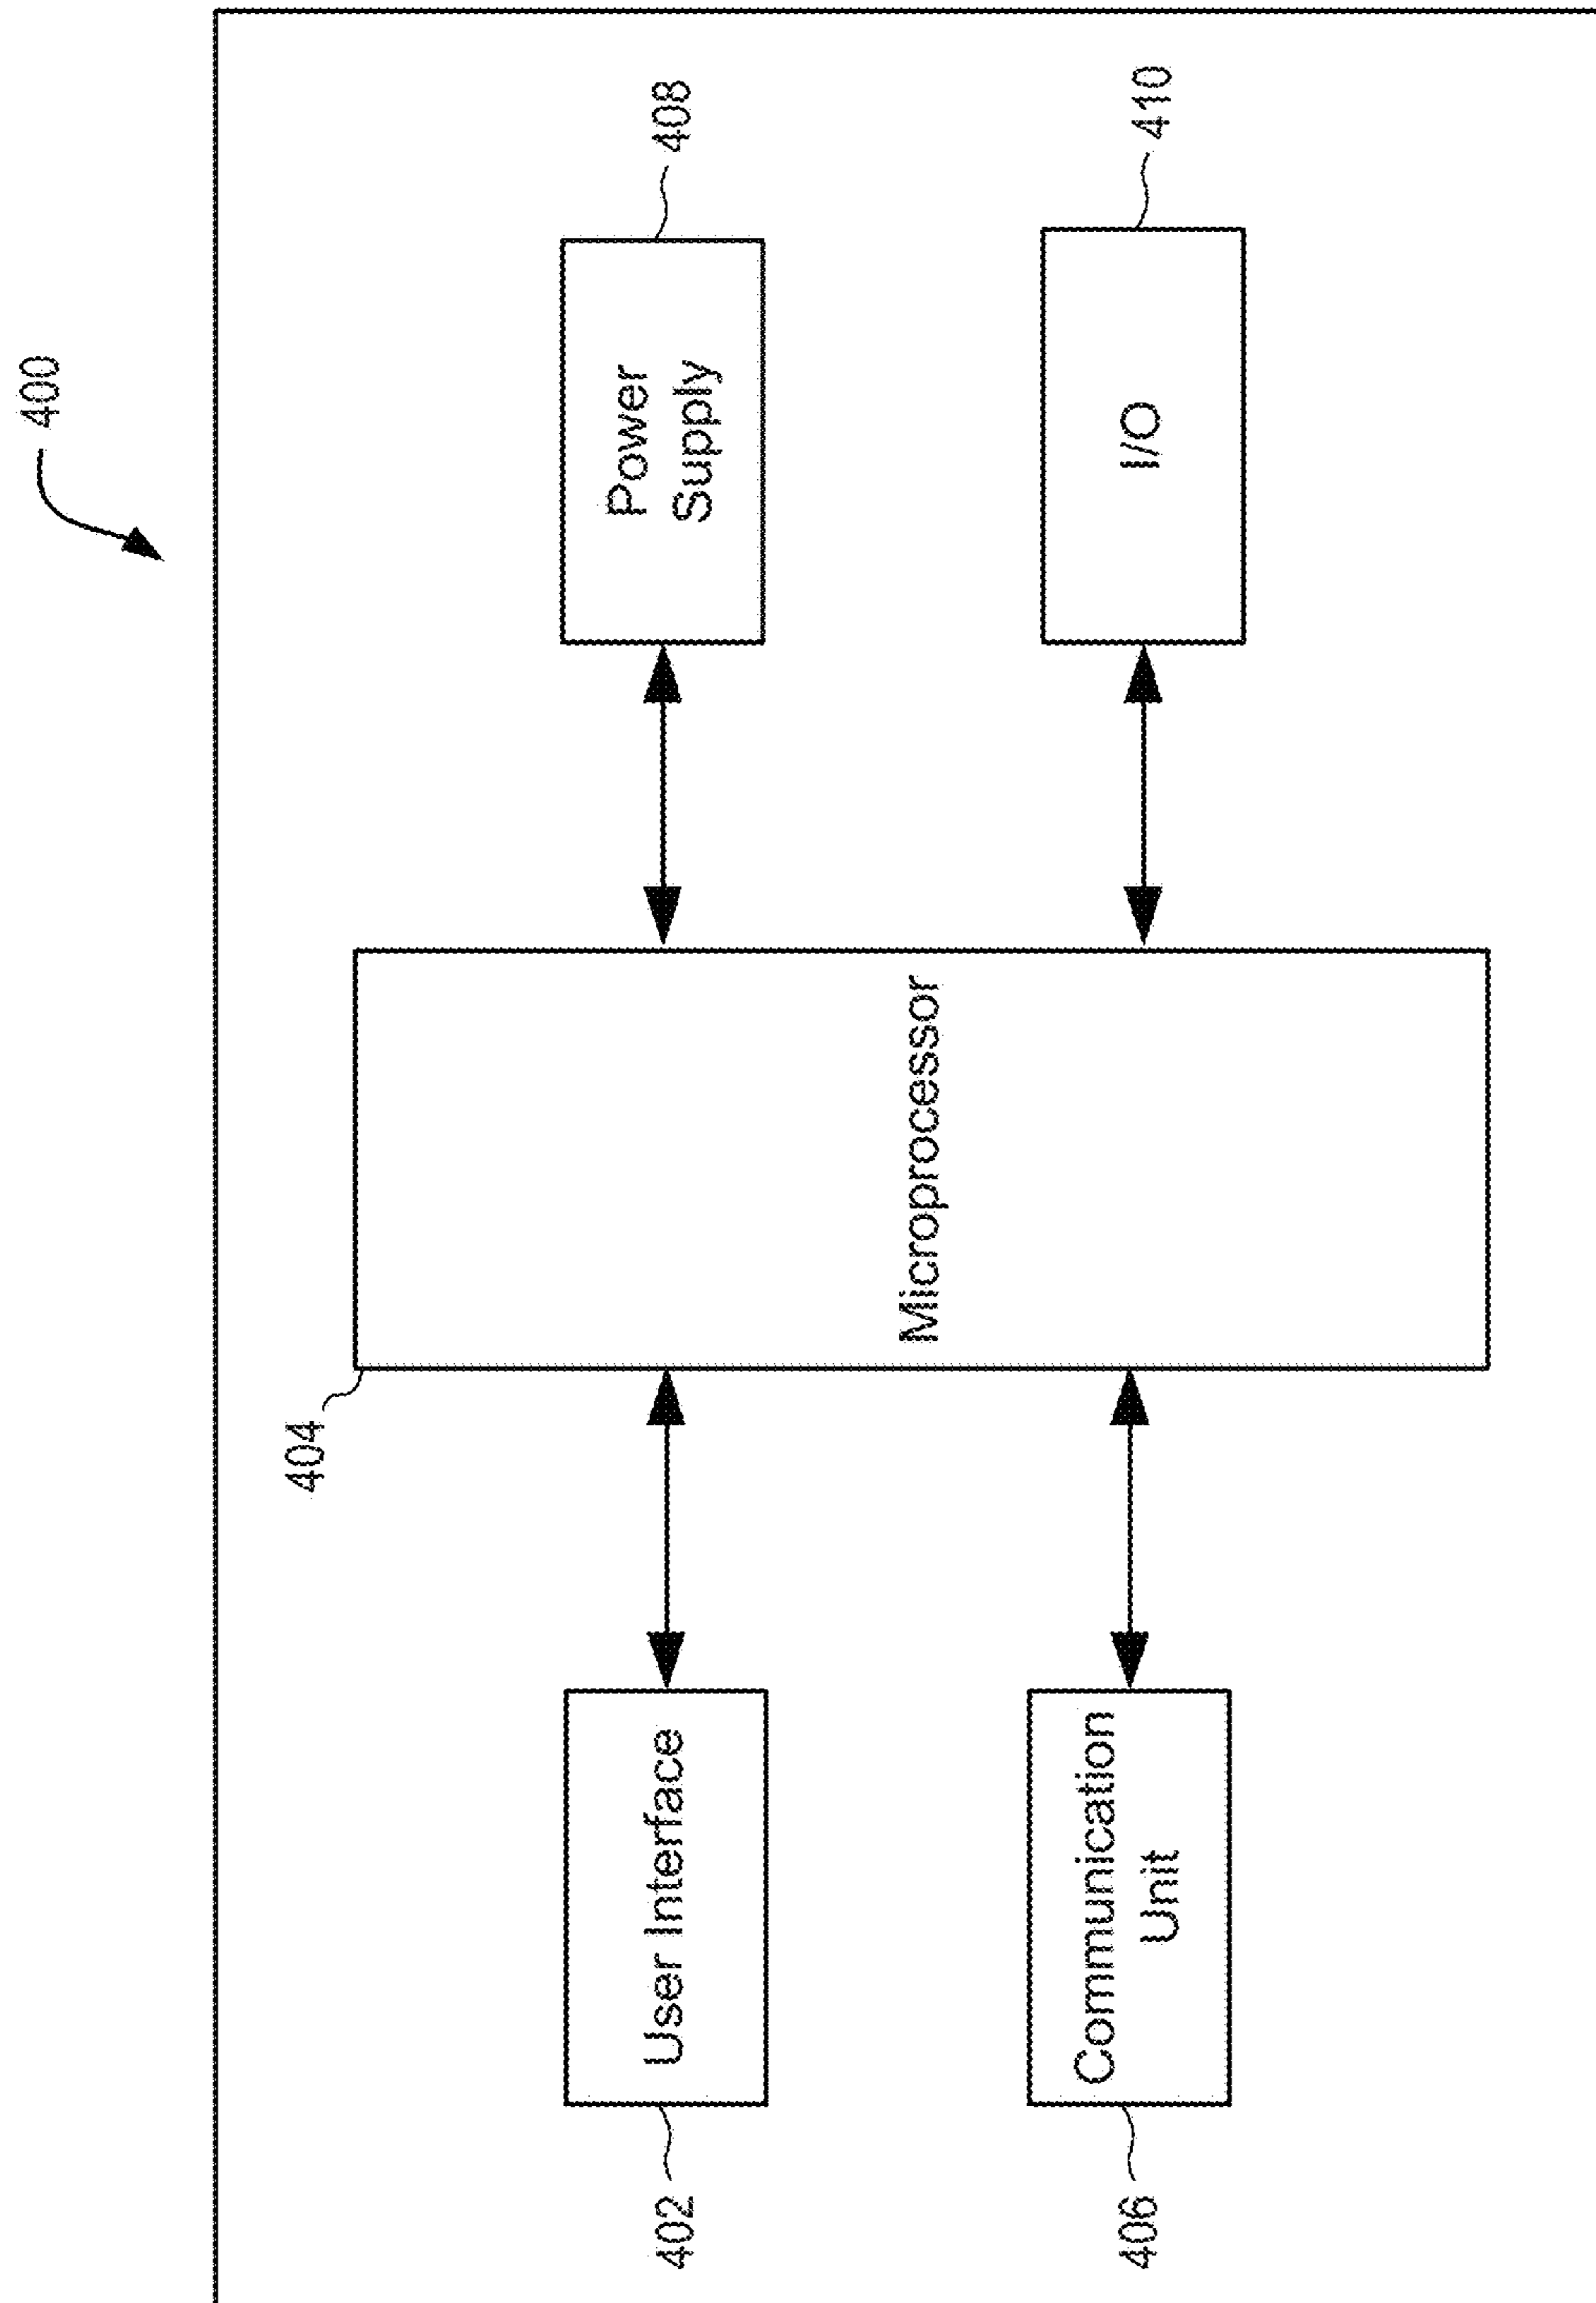 400
404
402
User Interface
Microprocessor
Power
Supply
408
406
Communication
Unit
I/O
410